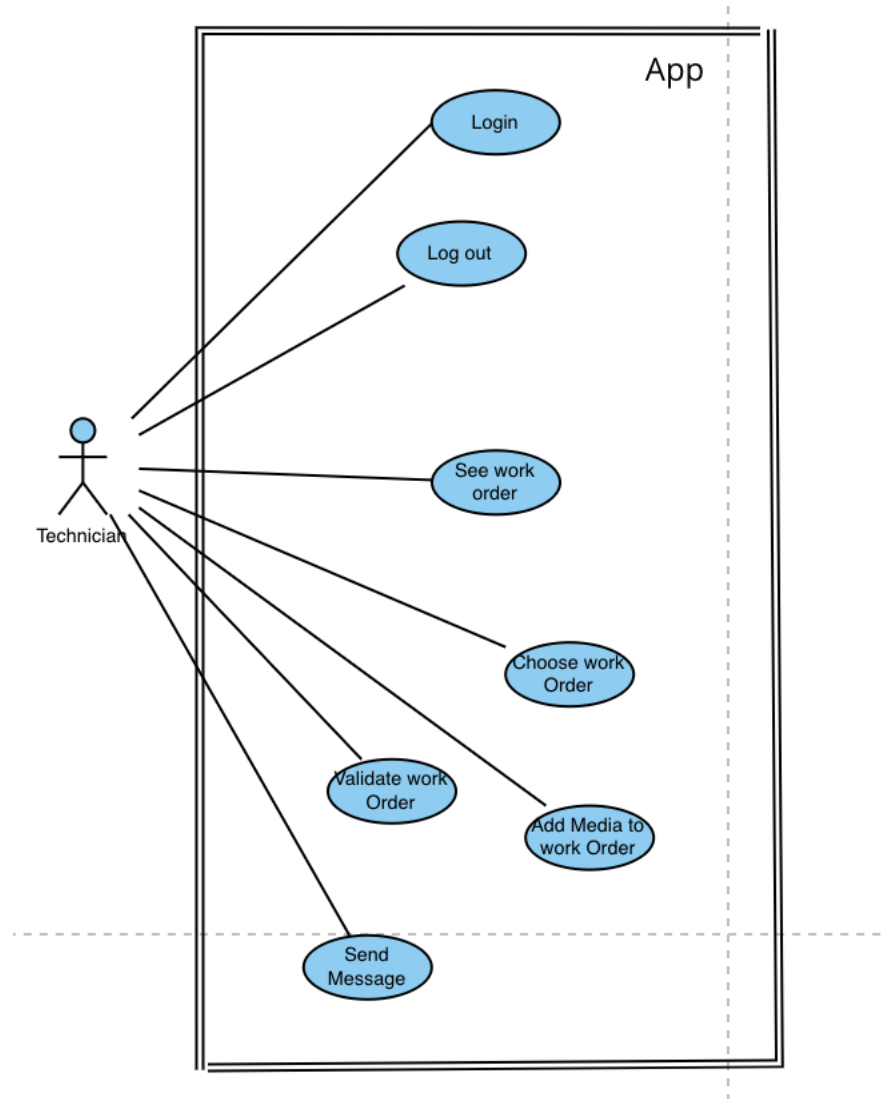 App
Login
Log out
See work
order
Technician
Choose work
Order
Validate work
Order
Add Media to
work Order
Send
Message